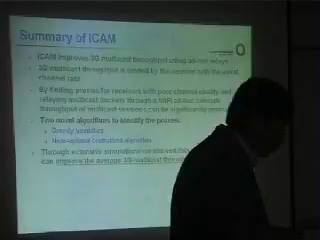 Summary of ICAM
ICAM improves 3G multicast throughput using ad-hoc relays
3G multicast throughput is limited by the receiver with the worst
channel rate
By finding proxies for receivers with poor channel quality and
relaying multicast packets through a WiFi ad-hoc network
throughput of multicast sessions can be significantly
Two novel algorithms to identify the proxies
Greedy heuristics
Near-optimal centralized algorithm
Through extensive simulations we
can improve the average 3G multicast